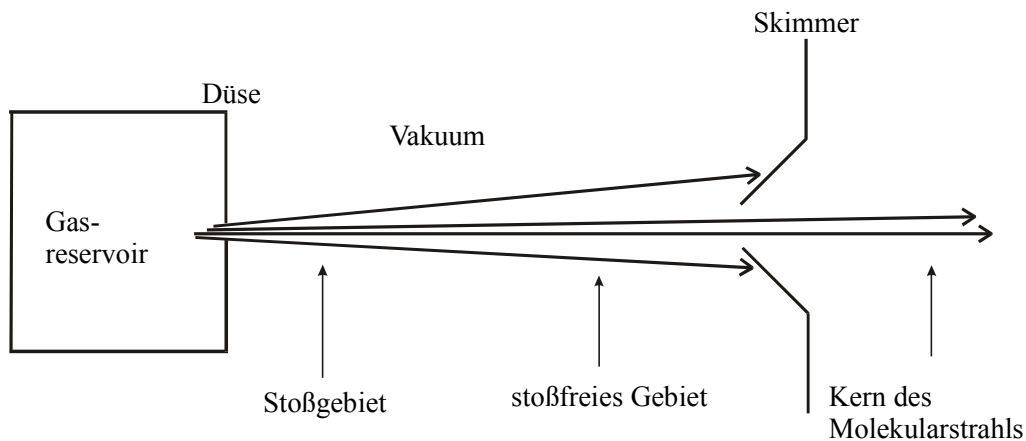 Skimmer
Düse
Vakuum
Gas-
reservoir
Stoßgebiet
stoßfreies Gebiet
Kern des
Molekularstrahls